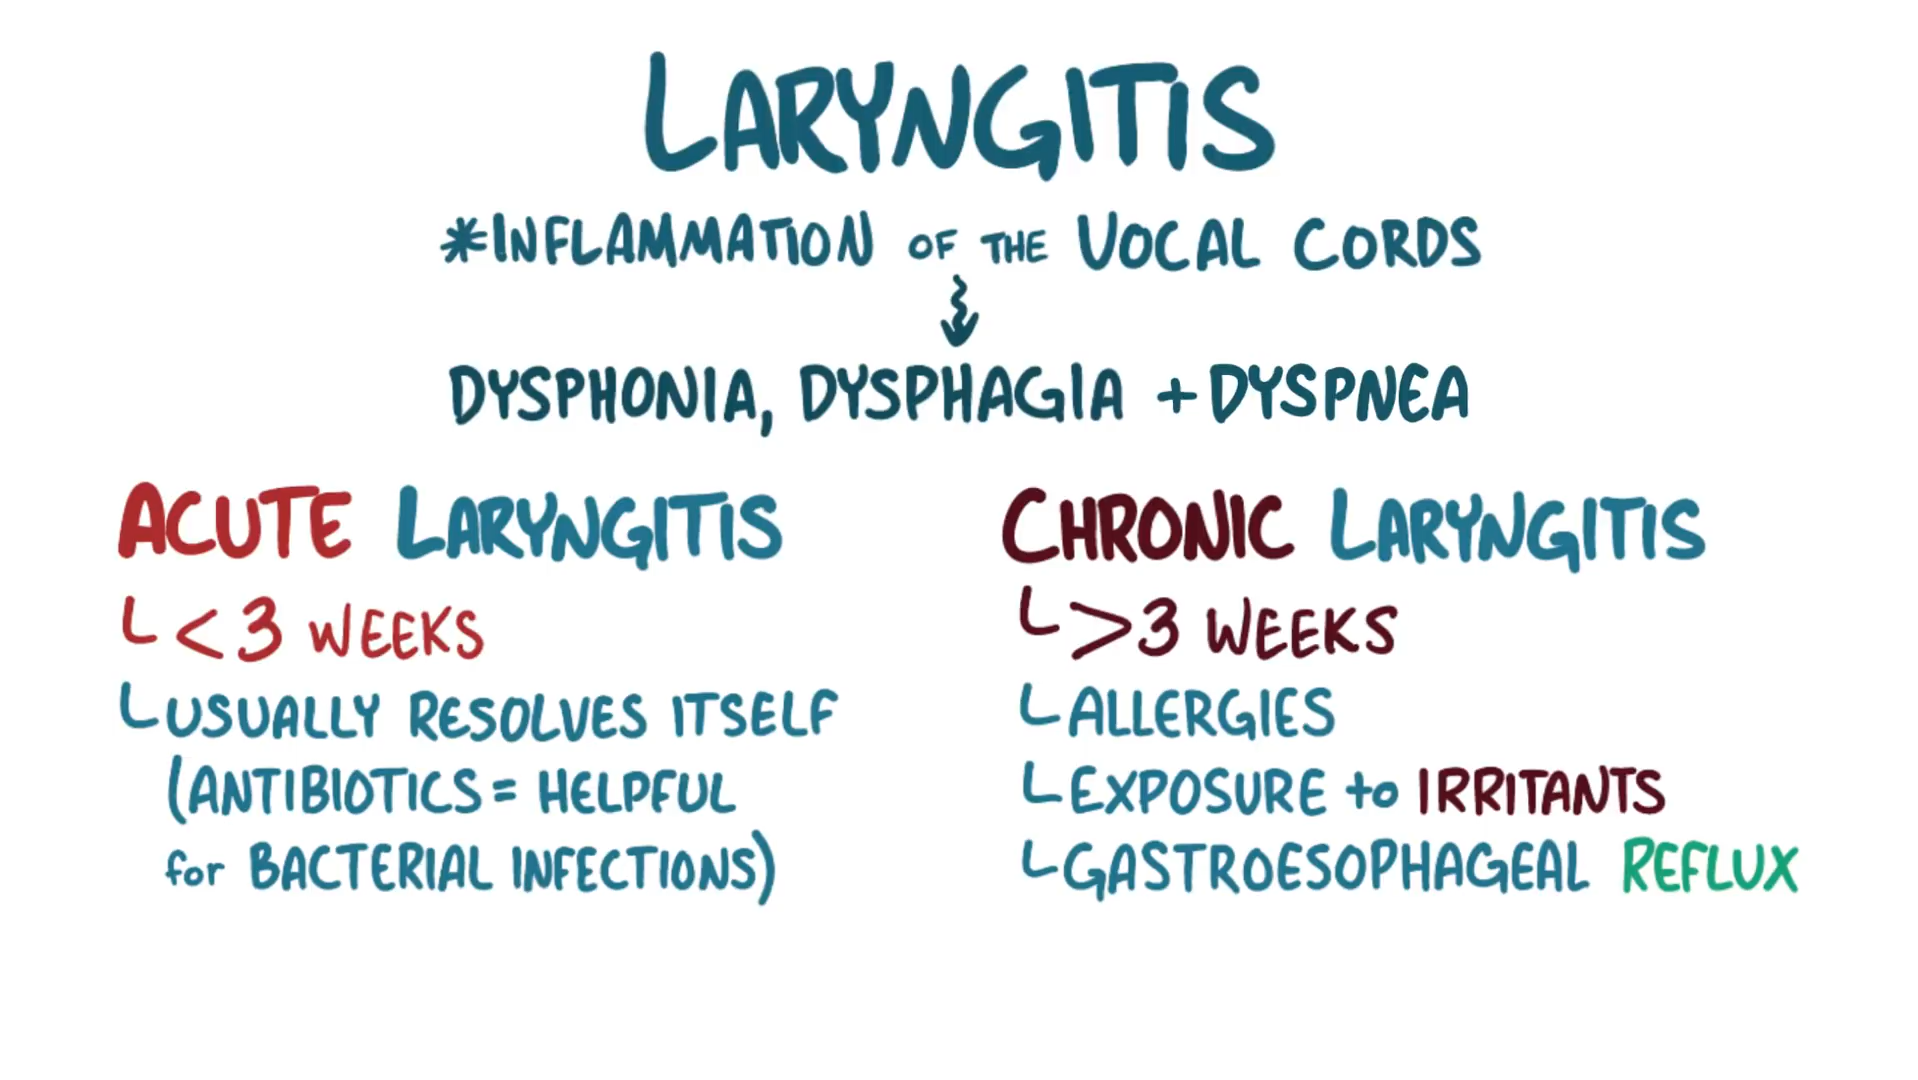 LARYNGITIS
*INFLAMMATION OF THE VOCAL CORDS
DYSPHONIA, DYSPHAGIA + DYSPNEA
ACUTE LARYNGITIS
< 3 WEEKS
USUALLY RESOLVES ITSELF
(ANTIBIOTICS = HELPFUL
for BACTERIAL INFECTIONS)
CHRONIC LARYNGITIS
>3 WEEKS
ALLERGIES
EXPOSURE to IRRITANTS
GASTROESOPHAGEAL REFLUX